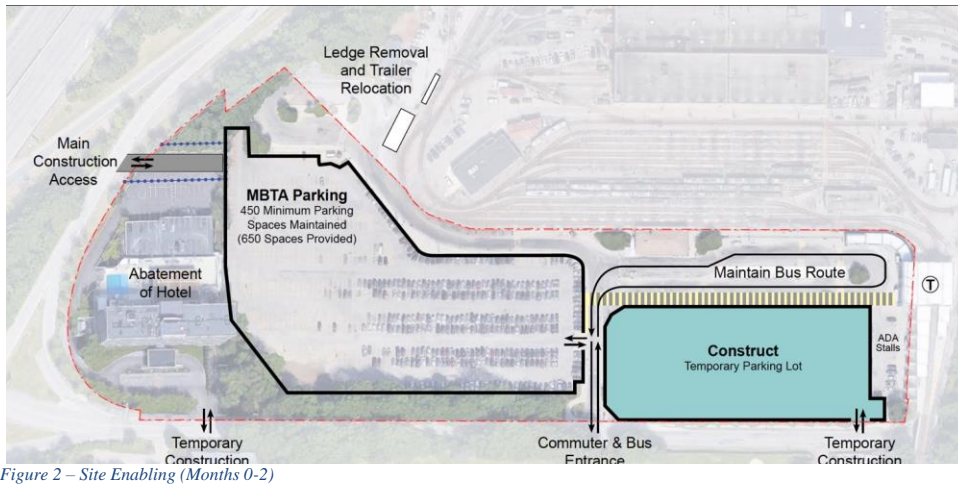 Ledge Removal
and Trailer
Relocation
Main
Construction
Access
MBTA Parking
450 Minimum Parking
Spaces Maintained
(650 Spaces Provided)
Abatement
of Hotel
Maintain Bus Route
T
ADA
Stalls
Construct
Temporary Parking Lot
Temporary
Construction
Commuter & Bus
Entrance
Temporary
Construction
Figure 2 – Site Enabling (Months 0-2)